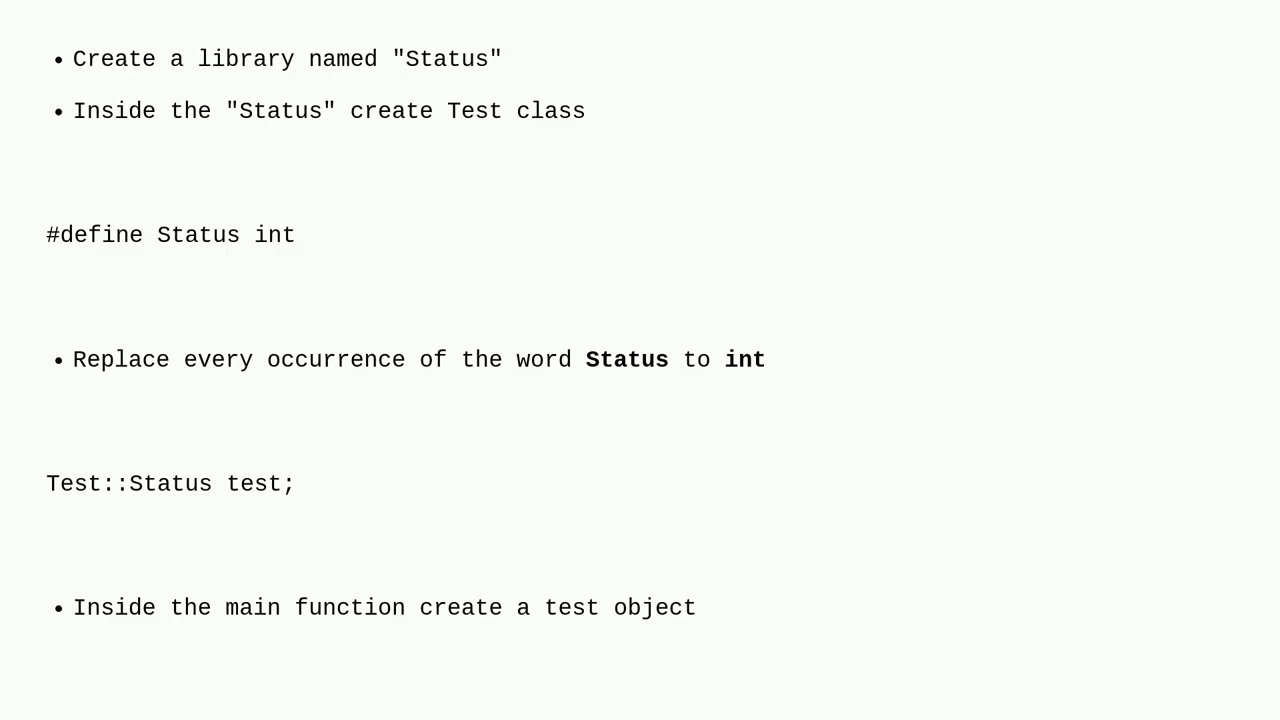 • Create a library named "Status"
• Inside the "Status" create Test class
#define Status int
• Replace every occurrence of the word Status to int
Test::Status test;
• Inside the main function create a test object